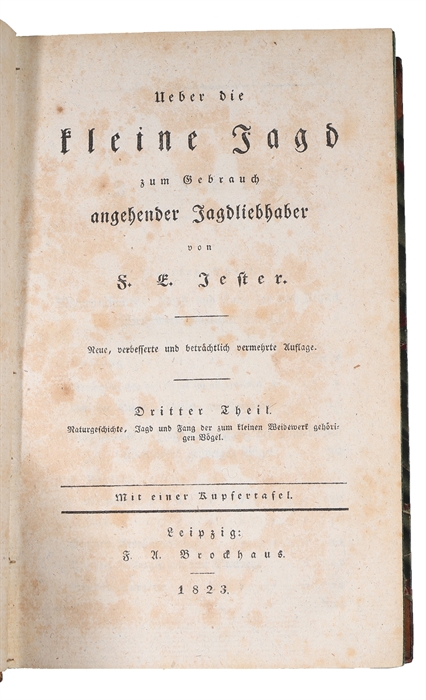 Ueber die
kleine Jagd
zum Gebrauch
angehender Jagdliebhaber
von
F. E. Jester.
Neue, verbesserte und beträchtlich vermehrte Auflage.
Dritter Theil.
Naturgeschichte, Jagd und Fang der zum kleinen Weidewerk gehöri-
gen Vögel.
Mit einer Kupfertafel.
Leipzig:
F. A. Brockhaus.
1823.